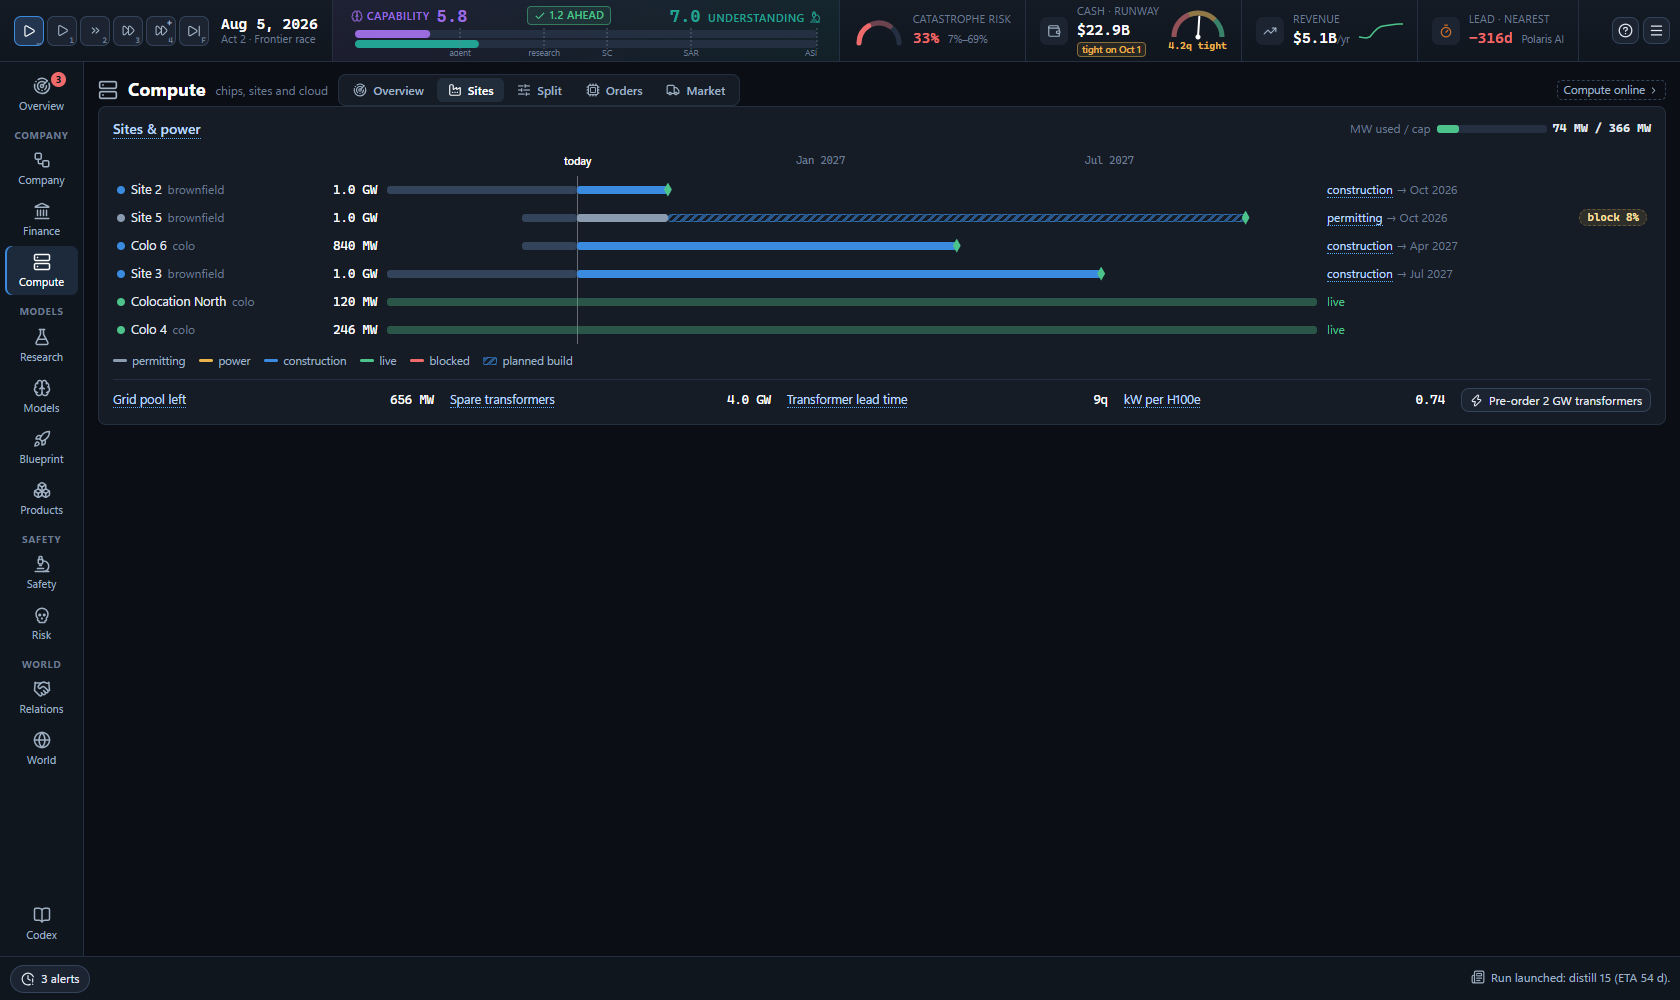 1
2
3
4
F
Aug 5, 2026
Act 2 · Frontier race
CAPABILITY 5.8
1.2 AHEAD
7.0 UNDERSTANDING
agent
research
SC
SAR
ASI
CATASTROPHE RISK
33% 7%–69%
CASH · RUNWAY
$22.9B
tight on Oct 1
4.2q tight
REVENUE
$5.1B/yr
LEAD · NEAREST
−316d Polaris AI
3
Overview
COMPANY
Company
Finance
Compute
MODELS
Research
Models
Blueprint
Products
SAFETY
Safety
Risk
WORLD
Relations
World
Codex
Compute chips, sites and cloud
Overview
Sites
Split
Orders
Market
Compute online ›
Sites & power
MW used / cap 74 MW / 366 MW
today
Jan 2027
Jul 2027
Site 2 brownfield 1.0 GW construction → Oct 2026
Site 5 brownfield 1.0 GW permitting → Oct 2026 block 8%
Colo 6 colo 840 MW construction → Apr 2027
Site 3 brownfield 1.0 GW construction → Jul 2027
Colocation North colo 120 MW live
Colo 4 colo 246 MW live
permitting power construction live blocked planned build
Grid pool left 656 MW Spare transformers 4.0 GW Transformer lead time 9q kW per H100e 0.74 Pre-order 2 GW transformers
3 alerts
Run launched: distill 15 (ETA 54 d).